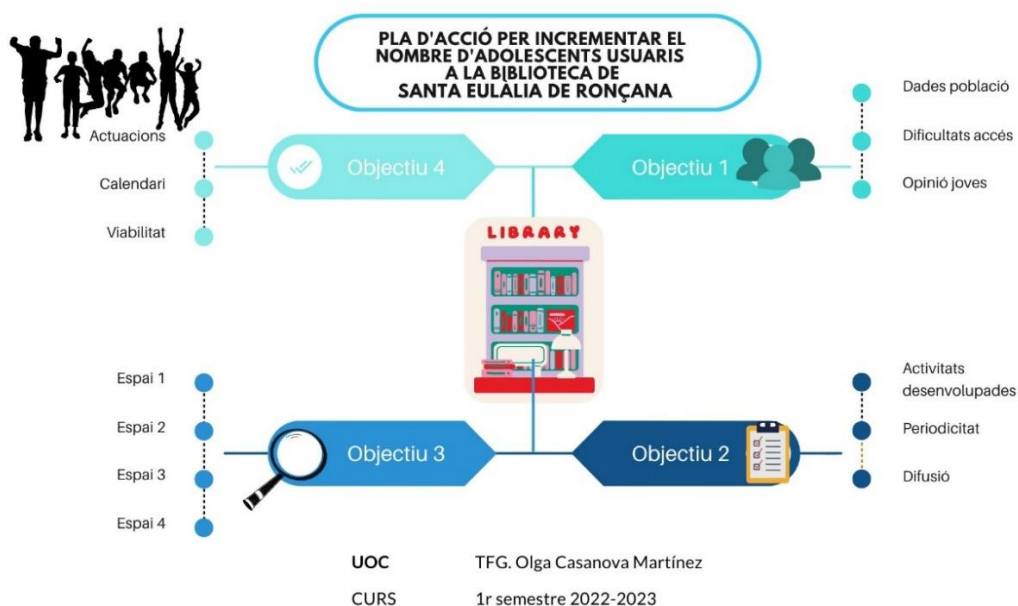 PLA D'ACCIÓ PER INCREMENTAR EL
NOMBRE D'ADOLESCENTS USUARIS
A LA BIBLIOTECA DE
SANTA EULÀLIA DE RONÇANA
Objectiu 1
Dades població
Dificultats accés
Opinió joves
Objectiu 4
Actuacions
Calendari
Viabilitat
LIBRARY
Objectiu 3
Espai 1
Espai 2
Espai 3
Espai 4
Objectiu 2
Activitats
desenvolupades
Periodicitat
Difusió
UOC TFG. Olga Casanova Martínez
CURS 1r semestre 2022-2023